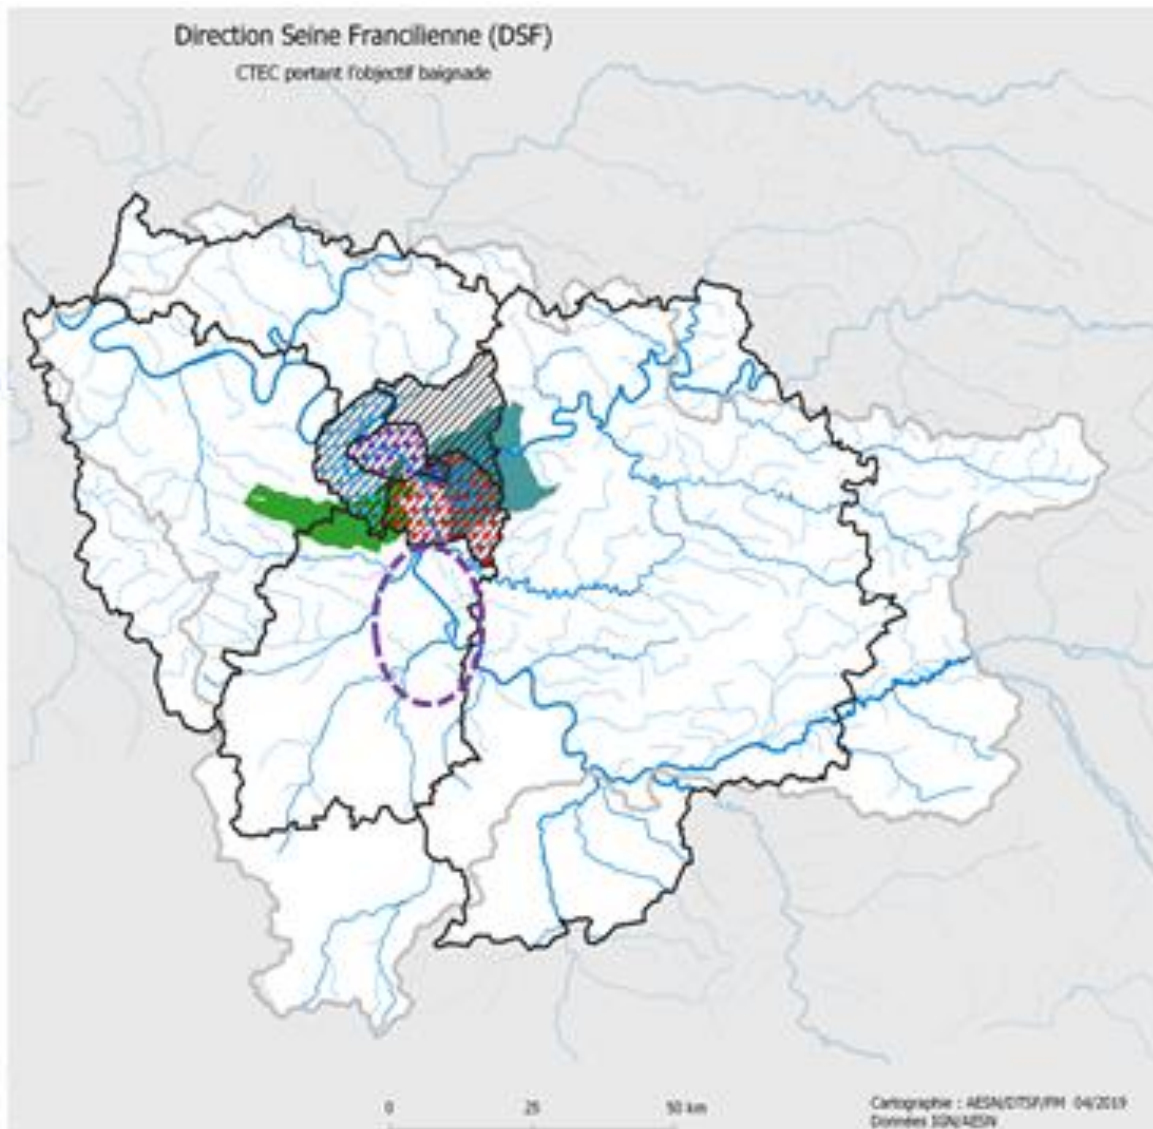 Direction Seine Francilienne (DSF)
CTEC portant l'objectif baignade
0 25 50 km
Cartographie : AESN/DTSF/PM 04/2019
Données IGN/AESN